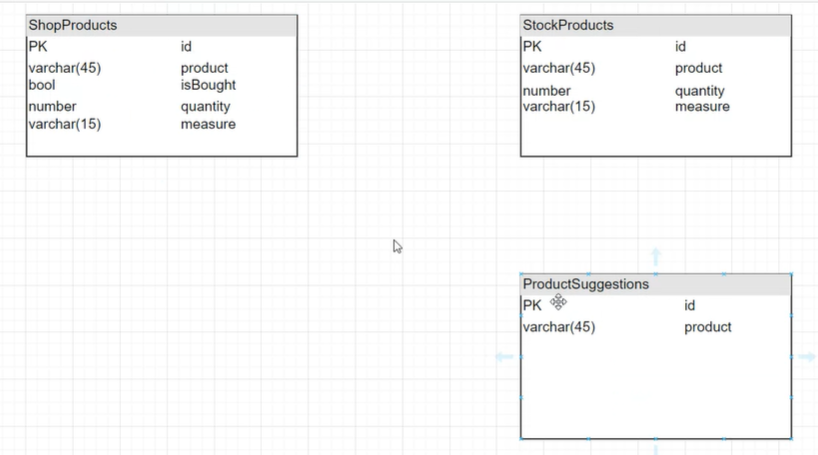 ShopProducts
PK id
varchar(45) product
bool isBought
number quantity
varchar(15) measure
StockProducts
PK id
varchar(45) product
number quantity
varchar(15) measure
ProductSuggestions
PK id
varchar(45) product